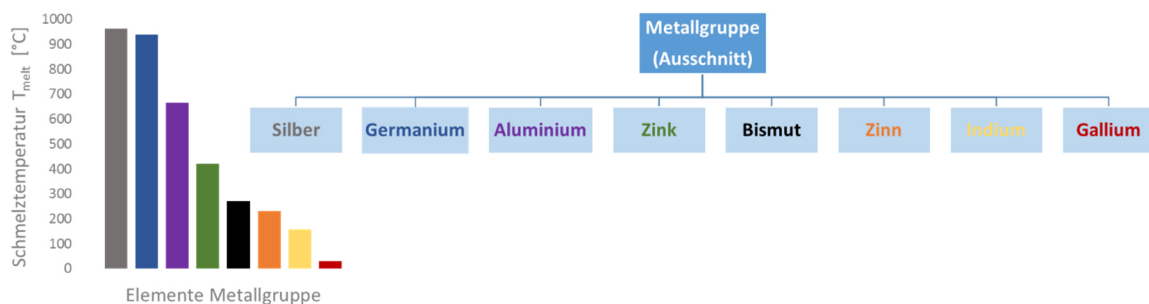 Schmelztemperatur T_melt [°C]
1000
900
800
700
600
500
400
300
200
100
0
Elemente Metallgruppe
Metallgruppe
(Ausschnitt)
Silber
Germanium
Aluminium
Zink
Bismut
Zinn
Indium
Gallium